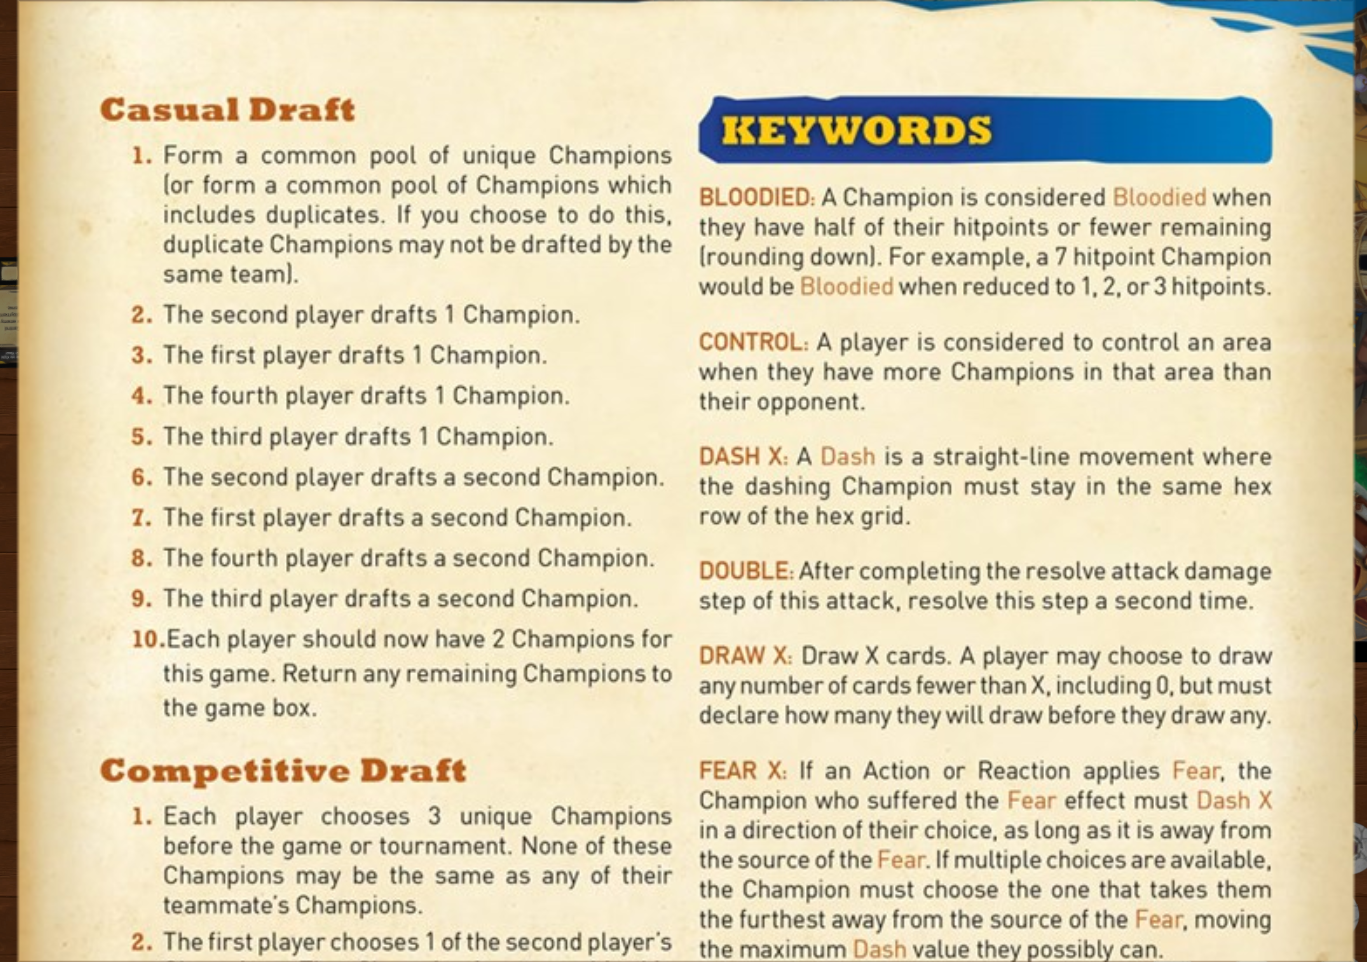 Casual Draft
1. Form a common pool of unique Champions
(or form a common pool of Champions which
includes duplicates. If you choose to do this,
duplicate Champions may not be drafted by the
same team).
2. The second player drafts 1 Champion.
3. The first player drafts 1 Champion.
4. The fourth player drafts 1 Champion.
5. The third player drafts 1 Champion.
6. The second player drafts a second Champion.
7. The first player drafts a second Champion.
8. The fourth player drafts a second Champion.
9. The third player drafts a second Champion.
10.Each player should now have 2 Champions for
this game. Return any remaining Champions to
the game box.
Competitive Draft
1. Each player chooses 3 unique Champions
before the game or tournament. None of these
Champions may be the same as any of their
teammate's Champions.
2. The first player chooses 1 of the second player's
KEYWORDS
BLOODIED: A Champion is considered Bloodied when
they have half of their hitpoints or fewer remaining
(rounding down). For example, a 7 hitpoint Champion
would be Bloodied when reduced to 1, 2, or 3 hitpoints.
CONTROL: A player is considered to control an area
when they have more Champions in that area than
their opponent.
DASH X: A Dash is a straight-line movement where
the dashing Champion must stay in the same hex
row of the hex grid.
DOUBLE: After completing the resolve attack damage
step of this attack, resolve this step a second time.
DRAW X: Draw X cards. A player may choose to draw
any number of cards fewer than X, including 0, but must
declare how many they will draw before they draw any.
FEAR X: If an Action or Reaction applies Fear, the
Champion who suffered the Fear effect must Dash X
in a direction of their choice, as long as it is away from
the source of the Fear. If multiple choices are available,
the Champion must choose the one that takes them
the furthest away from the source of the Fear, moving
the maximum Dash value they possibly can.